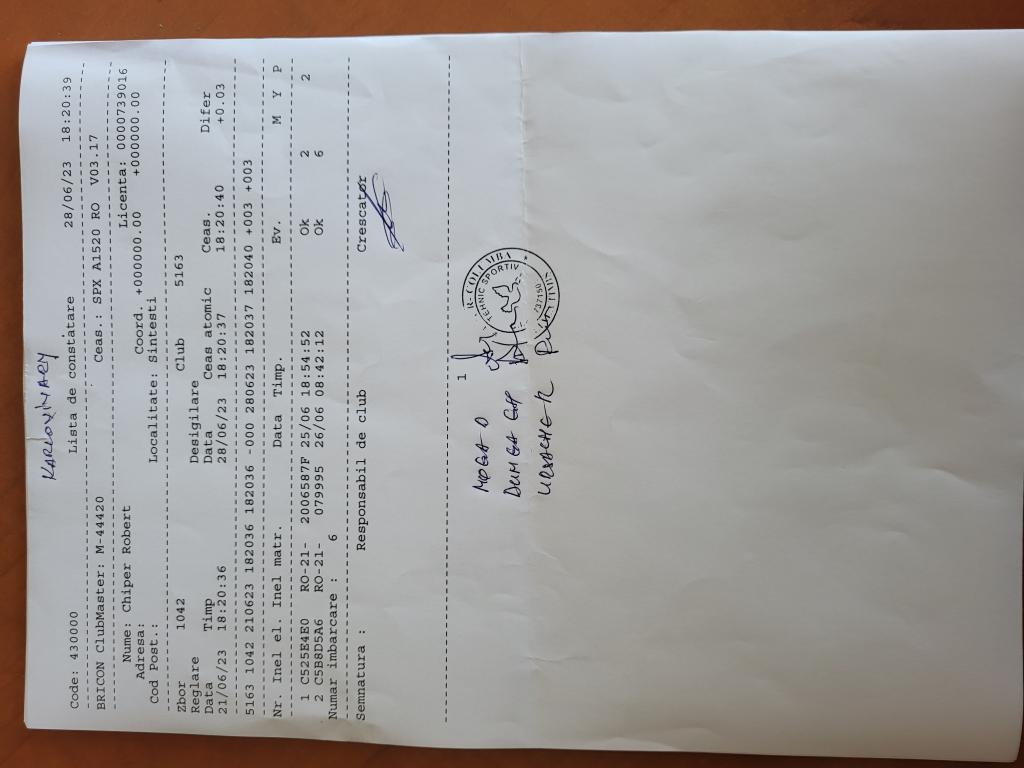 KARLOVIVARY
Code: 430000 Lista de constatare 28/06/23 18:20:39
BRICON ClubMaster: M-44420 Ceas.: SPX A1520 RO V03.17
Nume: Chiper Robert Licenta: 0000739016
Adresa: Coord. +000000.00 +000000.00
Cod Post.: Localitate: Sintesti
Zbor 1042 Club 5163
Reglare Desigilare
Data Timp Data Ceas atomic Ceas. Difer
21/06/23 18:20:36 28/06/23 18:20:37 18:20:40 +0.03
5163 1042 210623 182036 182036 -000 280623 182037 182040 +003 +003
Nr. Inel el. Inel matr. Data Timp. Ev. M Y P
1 C525E4E0 RO-21- 2006587F 25/06 18:54:52 Ok 2 2
2 C5B8D5A6 RO-21- 079995 26/06 08:42:12 Ok 6
Numar imbarcare : 6
Semnatura : Responsabil de club Crescator
1
MOGA D
TEHNIC SPORTIV
737150